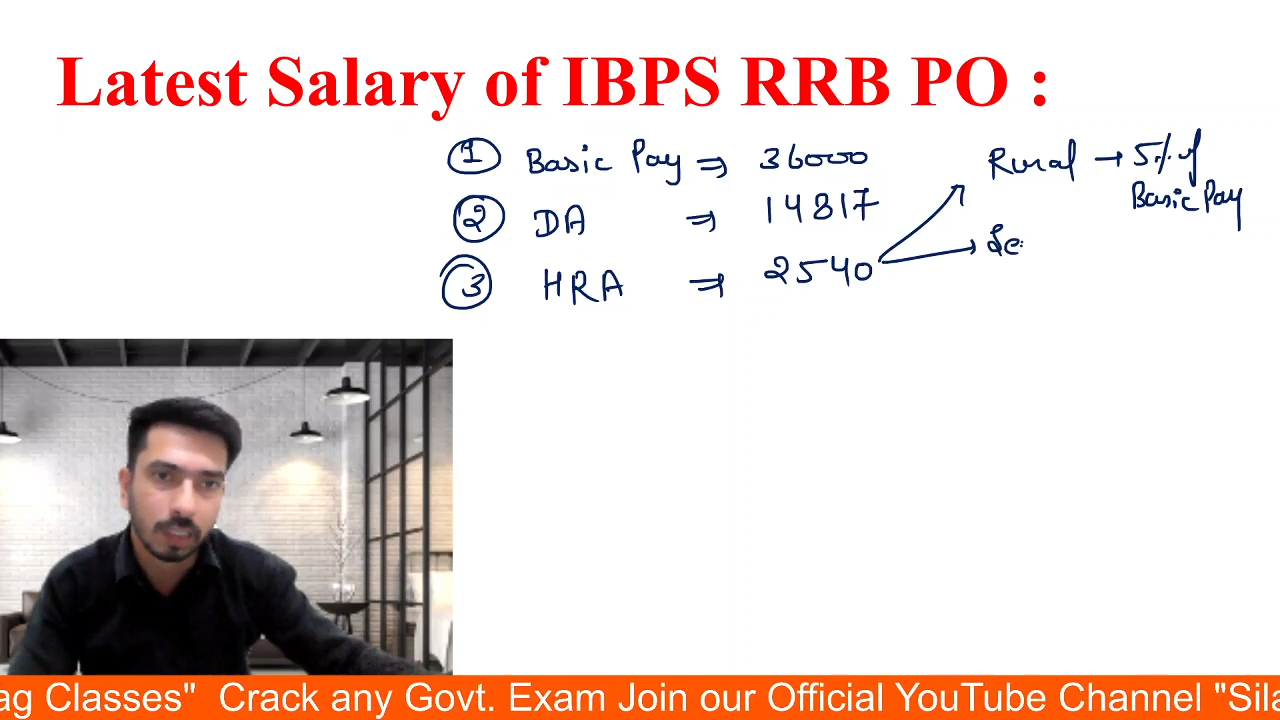 Latest Salary of IBPS RRB PO :
1 Basic Pay ⇒ 36000
2 DA ⇒ 14817
3 HRA ⇒ 2540
Rural → 5% of
Basic Pay
Se
ag Classes" Crack any Govt. Exam Join our Official YouTube Channel "Sila